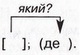 який?
[ ], (де ).